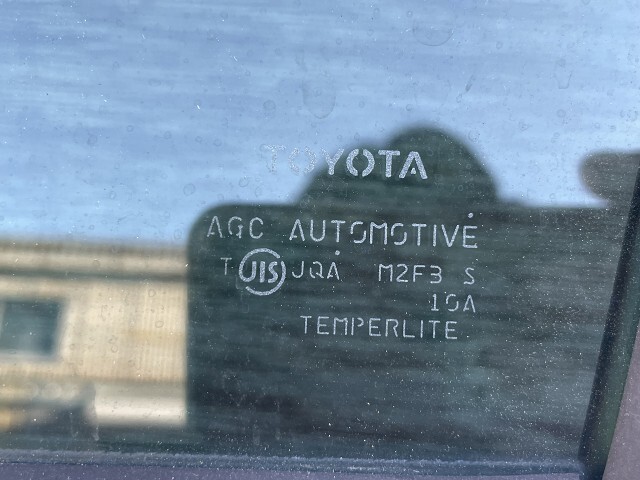 TOYOTA
AGC AUTOMOTIVE
T JIS JQA M2F3 S
10A
TEMPERLITE